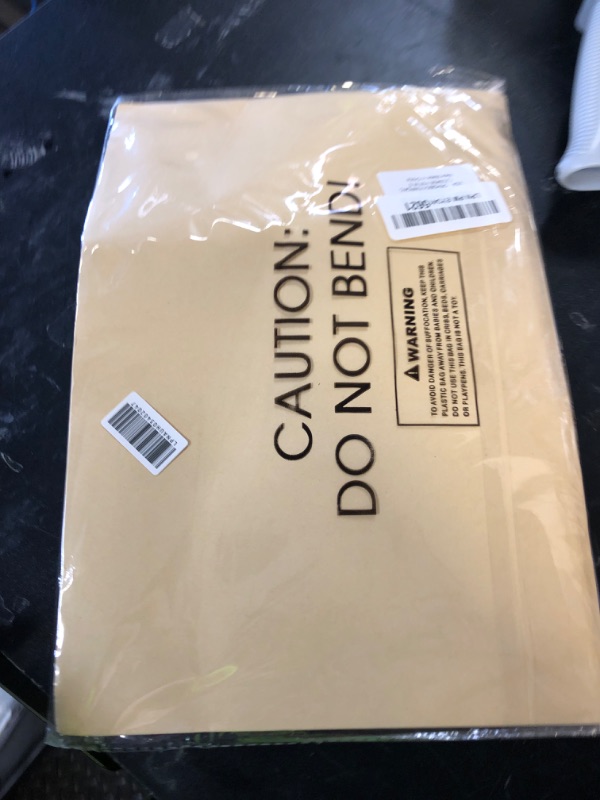 CAUTION:
DO NOT BEND!
WARNING
TO AVOID DANGER OF SUFFOCATION, KEEP THIS
PLASTIC BAG AWAY FROM BABIES AND CHILDREN.
DO NOT USE THIS BAG IN CRIBS, BEDS, CARRIAGES
OR PLAYPENS. THIS BAG IS NOT A TOY.